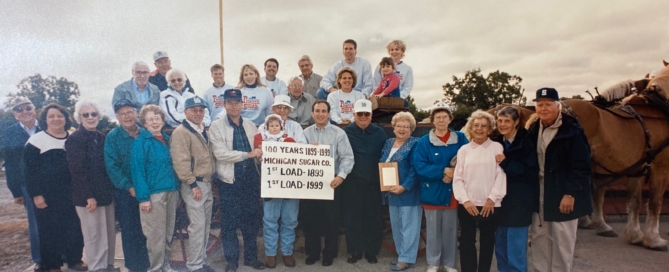 100 YEARS 1899-1999
MICHIGAN SUGAR CO.
1ST LOAD-1899
1ST LOAD-1999